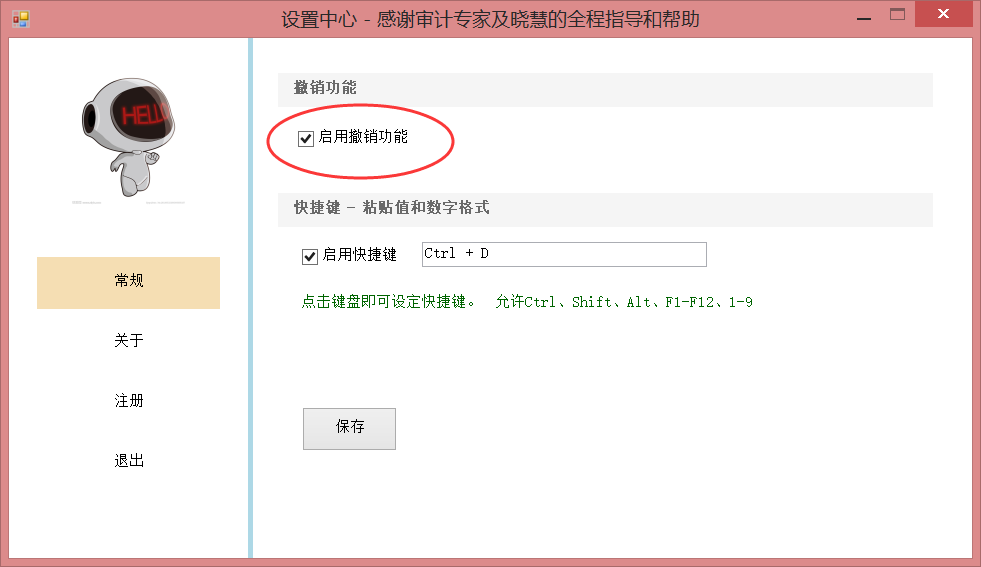 设置中心 - 感谢审计专家及晓慧的全程指导和帮助
HELLO
常规
关于
注册
退出
撤销功能
启用撤销功能
快捷键 - 粘贴值和数字格式
启用快捷键 Ctrl + D
点击键盘即可设定快捷键。 允许Ctrl、Shift、Alt、F1-F12、1-9
保存